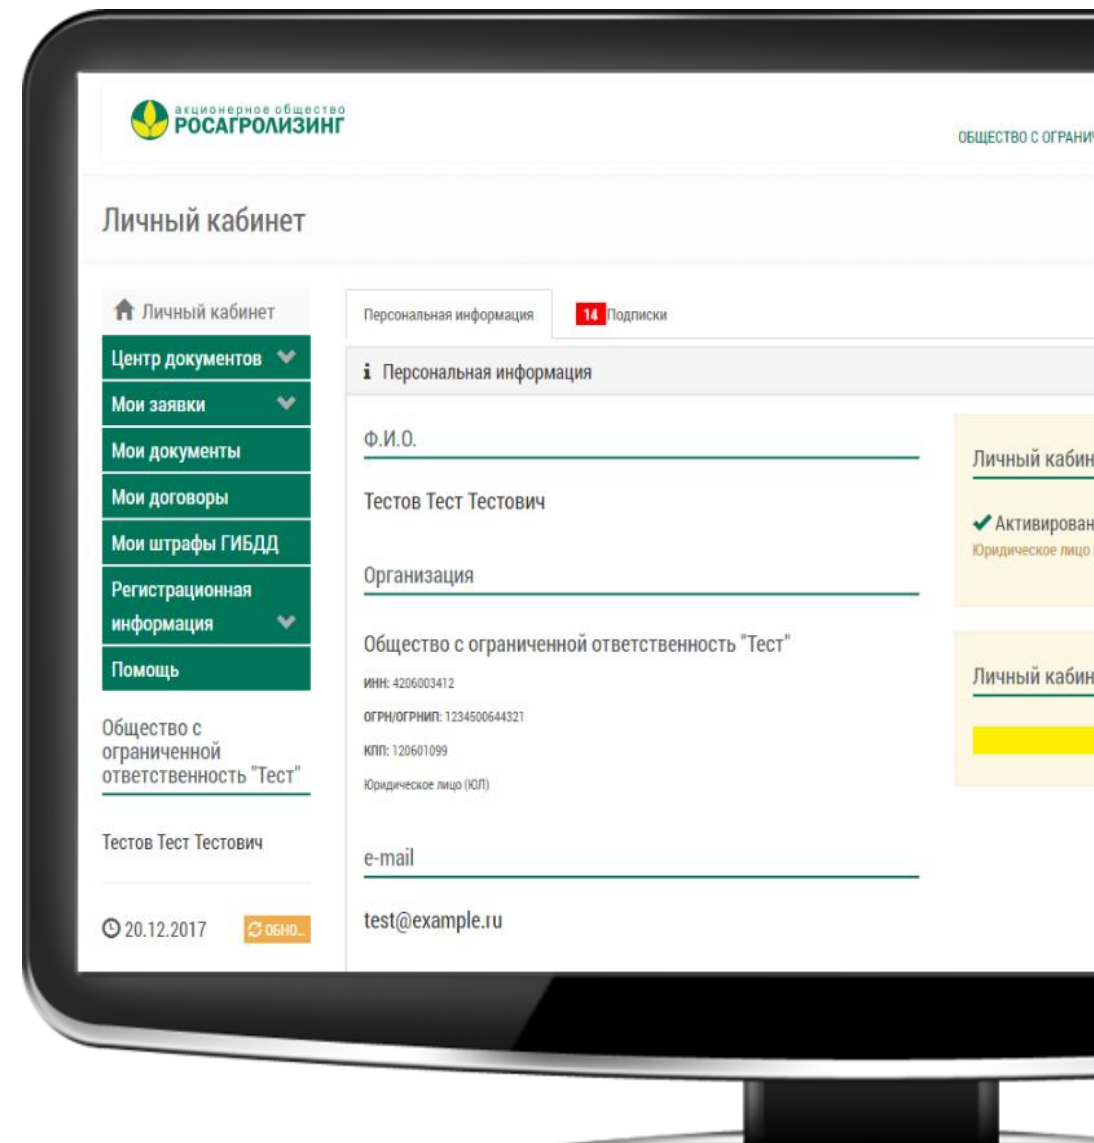 акционерное общество
РОСАГРОЛИЗИНГ
ОБЩЕСТВО С
Личный кабинет
Личный кабинет
Центр документов
Мои заявки
Мои документы
Мои договоры
Мои штрафы ГИБДД
Регистрационная
информация
Помощь
Общество с
ограниченной
ответственность "Тест"
Тестов Тест Тестович
20.12.2017
ОБНО...
Персональная информация
14 Подписки
i Персональная информация
Ф.И.О.
Тестов Тест Тестович
Организация
Общество с ограниченной ответственность "Тест"
ИНН: 4206003412
ОГРН/ОГРНИП: 1234500644321
КПП: 120601099
Юридическое лицо (ЮЛ)
e-mail
test@example.ru
Личный кабин
Активирован
Юридическое лицо
Личный кабин